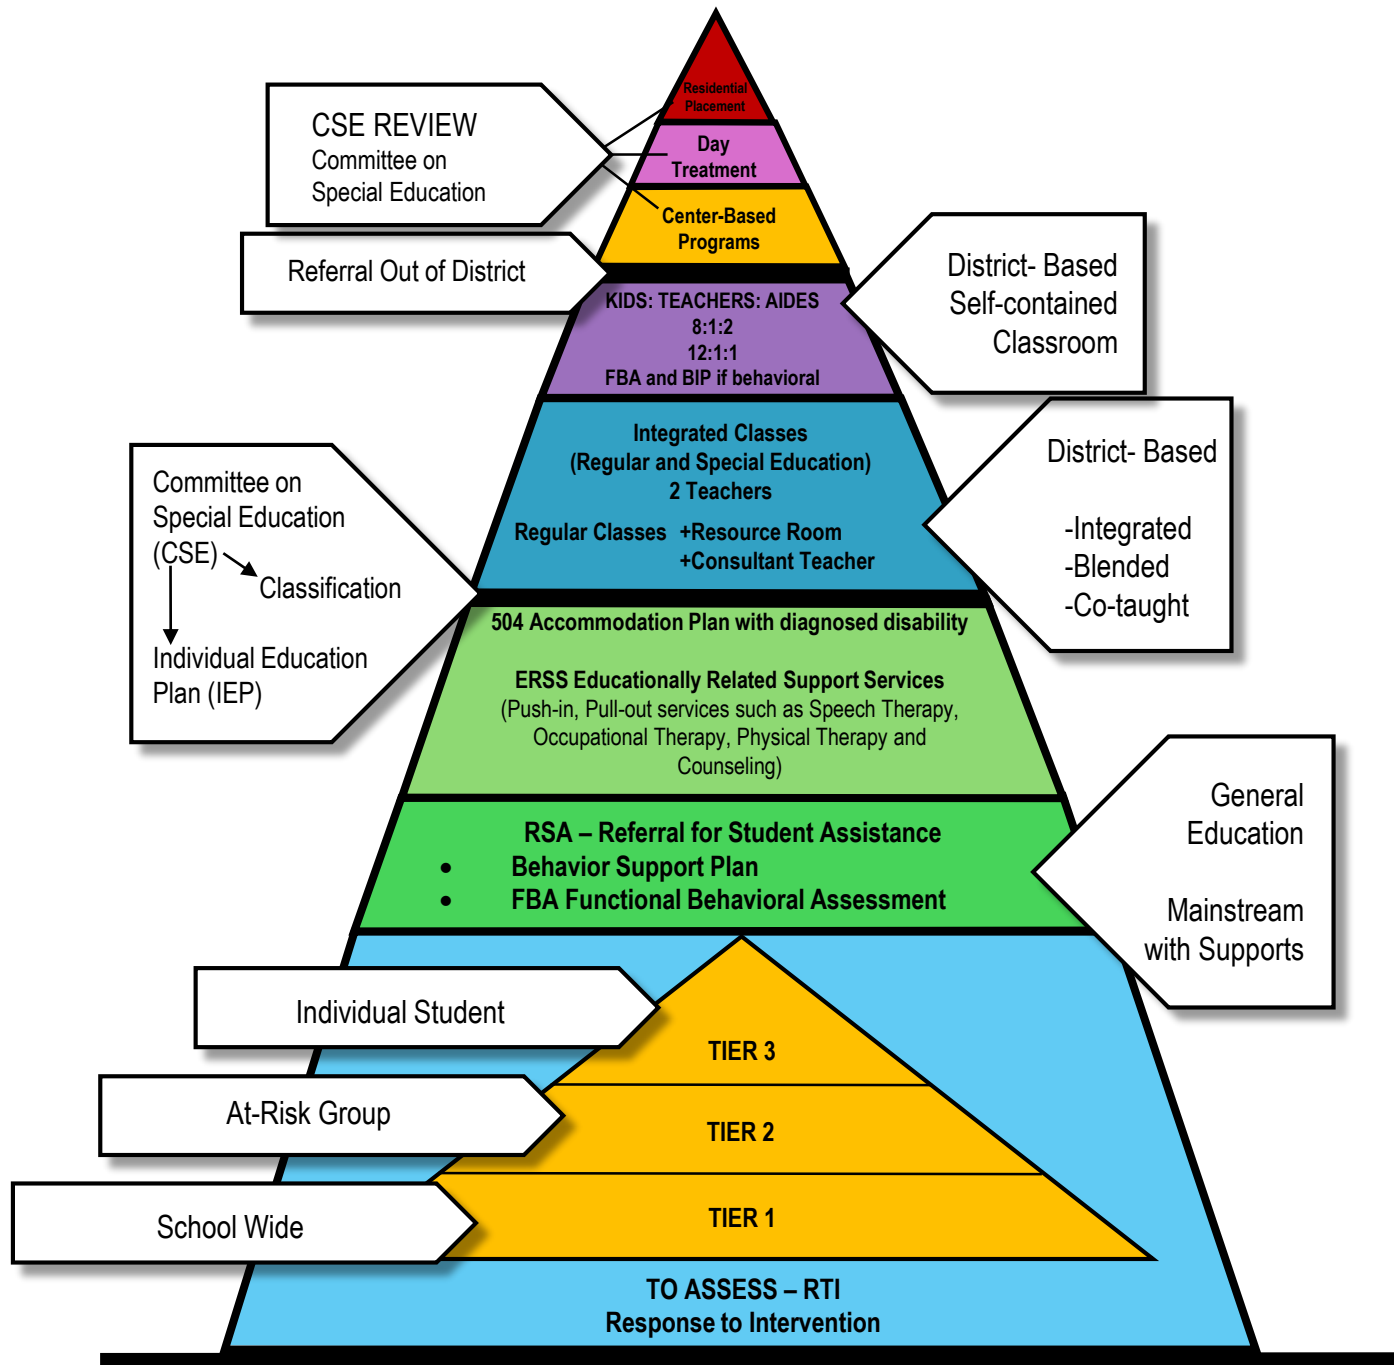 Residential
Placement
CSE REVIEW
Committee on
Special Education
Day
Treatment
Center-Based
Programs
Referral Out of District
District- Based
Self-contained
Classroom
KIDS: TEACHERS: AIDES
8:1:2
12:1:1
FBA and BIP if behavioral
Integrated Classes
(Regular and Special Education)
2 Teachers
Regular Classes +Resource Room
+Consultant Teacher
District- Based
-Integrated
-Blended
-Co-taught
Committee on
Special Education
(CSE)
Classification
Individual Education
Plan (IEP)
504 Accommodation Plan with diagnosed disability
ERSS Educationally Related Support Services
(Push-in, Pull-out services such as Speech Therapy,
Occupational Therapy, Physical Therapy and
Counseling)
RSA – Referral for Student Assistance
• Behavior Support Plan
• FBA Functional Behavioral Assessment
General
Education
Mainstream
with Supports
Individual Student
TIER 3
At-Risk Group
TIER 2
School Wide
TIER 1
TO ASSESS – RTI
Response to Intervention